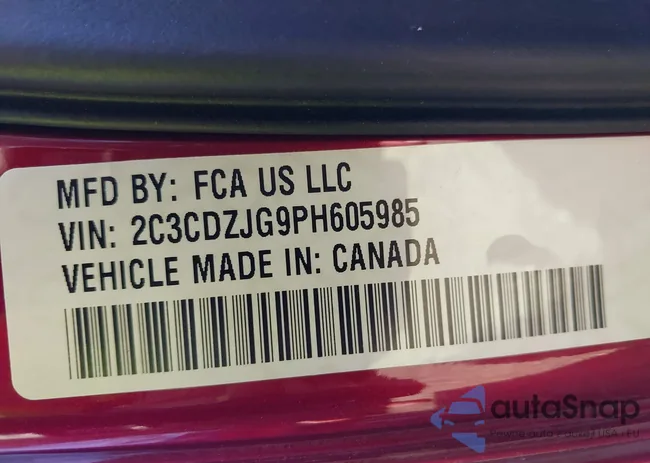 MFD BY: FCA US LLC
VIN: 2C3CDZJG9PH605985
VEHICLE MADE IN: CANADA
autoSnap